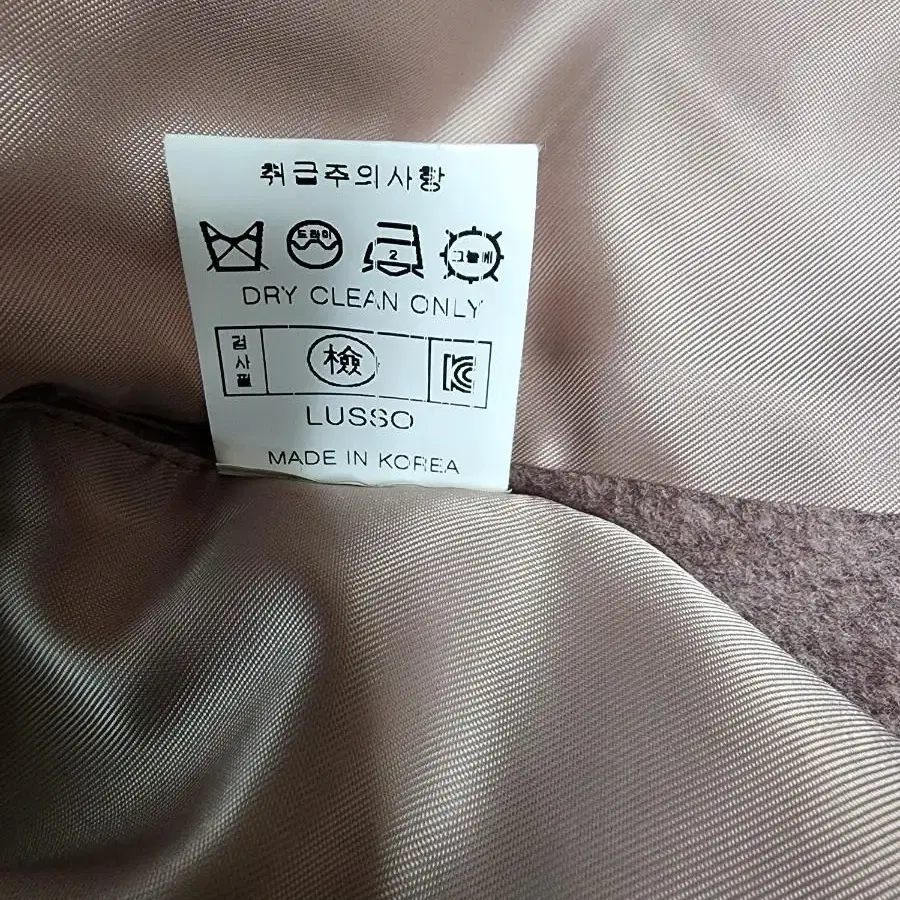 취급주의사항
드라이 2 그늘에
DRY CLEAN ONLY
검사필 檢 KC
LUSSO
MADE IN KOREA